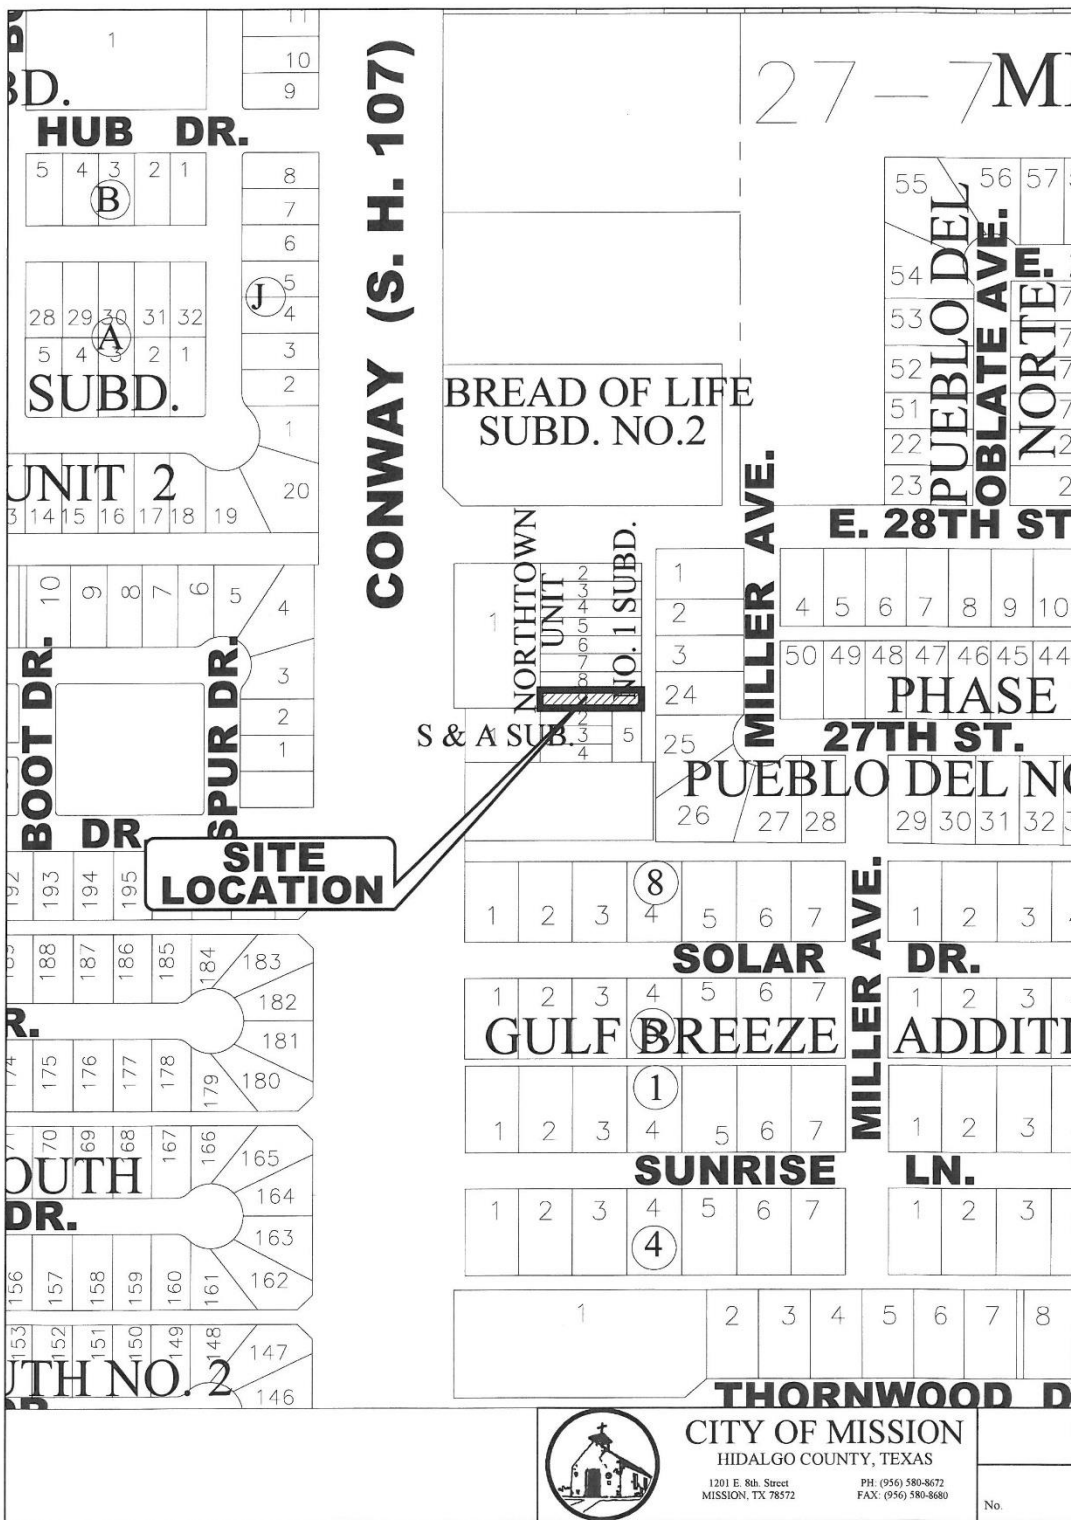 1
11
10
9
BD.
HUB DR.
27-7
MI
5 4 3 2 1
B
8
7
6
5
J
4
3
2
1
20
28 29 30 31 32
A
5 4 3 2 1
SUBD.
UNIT 2
14 15 16 17 18 19
CONWAY (S. H. 107)
BREAD OF LIFE
SUBD. NO.2
55 56 57
54
53
52
51
22
23
PUEBLO DEL
NORTE
OBLATE AVE.
E.
MILLER AVE.
E. 28TH ST
10 9 8 7 6 5 4
3
2
1
BOOT DR.
SPUR DR.
DR.
NORTHTOWN
UNIT
NO. 1 SUBD.
1
2
3
4
5
6
7
8
1
2
3
24
25
26
27 28
4 5 6 7 8 9 10
50 49 48 47 46 45 44
PHASE
27TH ST.
S & A SUB.
1
2
3
4
5
PUEBLO DEL NO
29 30 31 32
SITE
LOCATION
192 193 194 195
8
1 2 3 4 5 6 7
1 2 3
MILLER AVE.
SOLAR DR.
188 187 186 185 184 183
182
181
180
R.
174 175 176 177 178 179
1 2 3 4 5 6 7
1 2 3
GULF BREEZE ADDITI
1
1 2 3 4 5 6 7
1 2 3
SUNRISE LN.
70 69 68 167 166 165
164
163
162
OUTH
DR.
156 157 158 159 160 161
1 2 3 4 5 6 7
4
1 2 3
153 152 151 150 149 148 147
146
UTH NO. 2
DR
1 2 3 4 5 6 7 8
THORNWOOD D
CITY OF MISSION
HIDALGO COUNTY, TEXAS
1201 E. 8th. Street PH: (956) 580-8672
MISSION, TX 78572 FAX: (956) 580-8680
No.